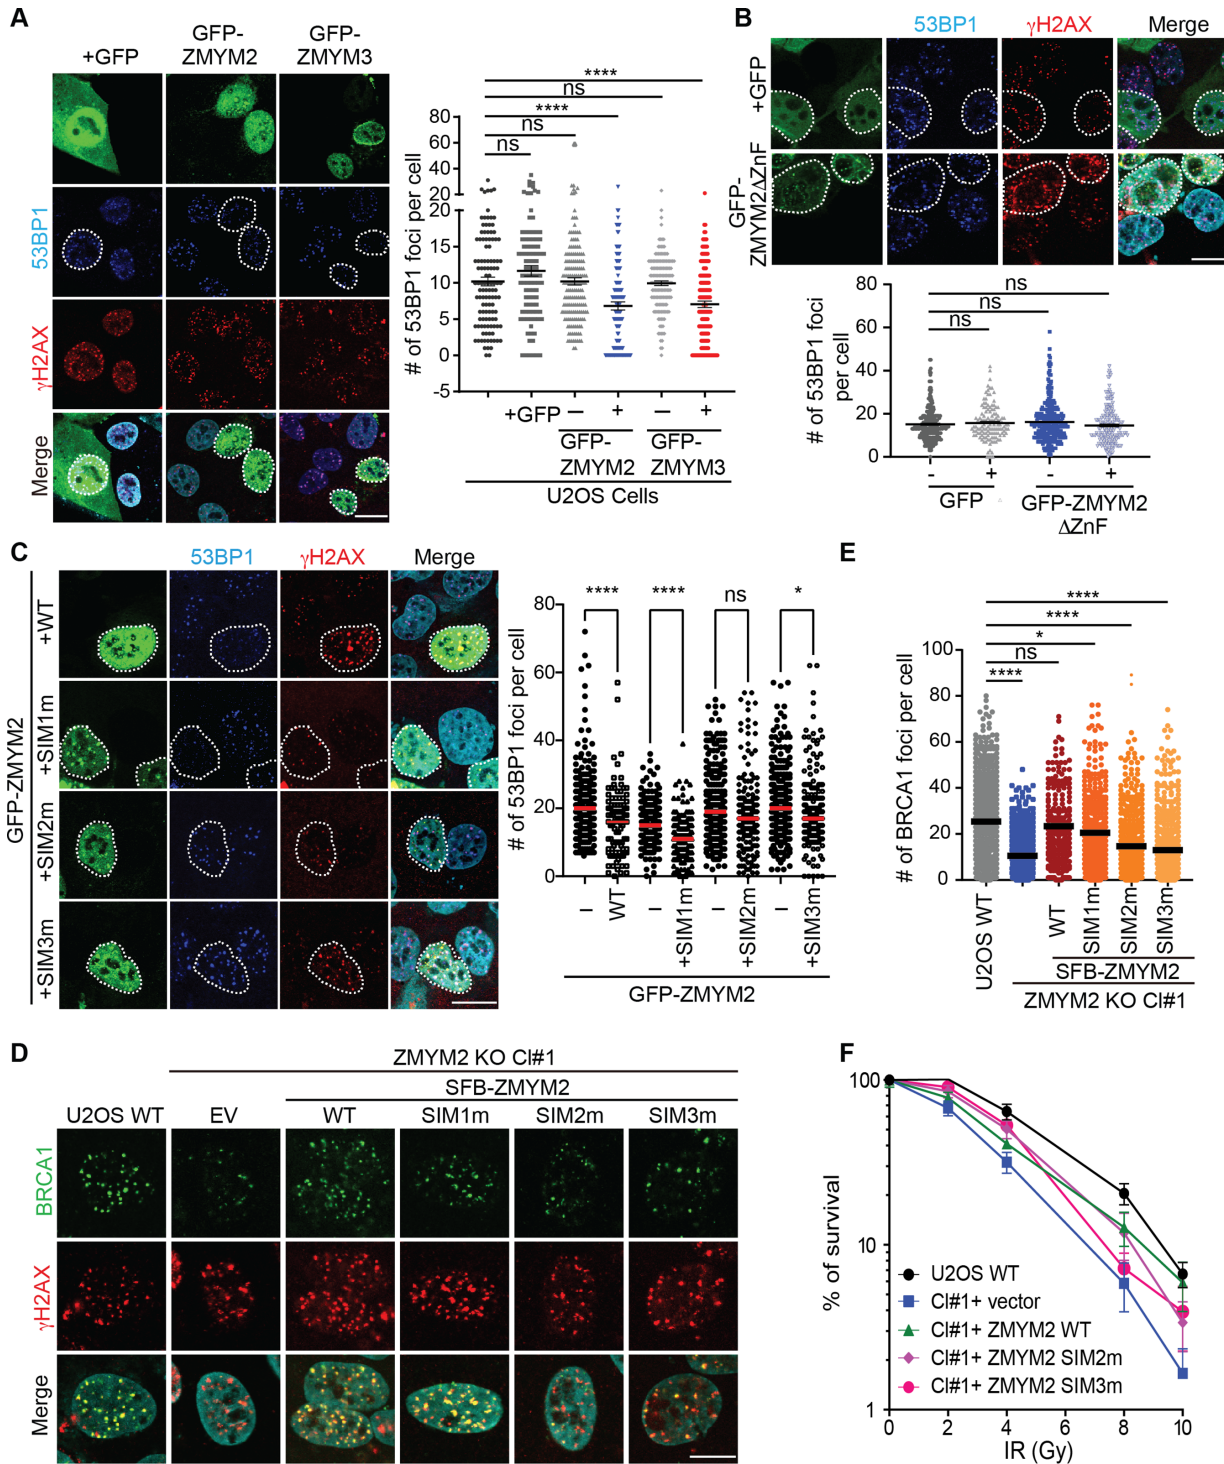 A
+GFP
GFP-
ZMYM2
GFP-
ZMYM3
53BP1
γH2AX
Merge
# of 53BP1 foci per cell
80
60
40
20
20
15
10
5
0
-5
ns
ns
****
ns
****
+GFP
— + — +
GFP-
ZMYM2
GFP-
ZMYM3
U2OS Cells
B
53BP1 γH2AX Merge
+GFP
GFP-
ZMYM2ΔZnF
# of 53BP1 foci
per cell
80
60
40
20
0
ns
ns
ns
- + - +
GFP
GFP-ZMYM2
ΔZnF
C
53BP1 γH2AX Merge
GFP-ZMYM2
+WT
+SIM1m
+SIM2m
+SIM3m
# of 53BP1 foci per cell
80
60
40
20
0
**** **** ns *
– WT – +SIM1m – +SIM2m – +SIM3m
GFP-ZMYM2
E
# of BRCA1 foci per cell
100
80
60
40
20
0
****
****
*
ns
****
U2OS WT
WT
SIM1m
SIM2m
SIM3m
SFB-ZMYM2
ZMYM2 KO Cl#1
D
ZMYM2 KO Cl#1
SFB-ZMYM2
U2OS WT EV WT SIM1m SIM2m SIM3m
BRCA1
γH2AX
Merge
F
% of survival
100
10
1
U2OS WT
Cl#1+ vector
Cl#1+ ZMYM2 WT
Cl#1+ ZMYM2 SIM2m
Cl#1+ ZMYM2 SIM3m
0 2 4 6 8 10
IR (Gy)